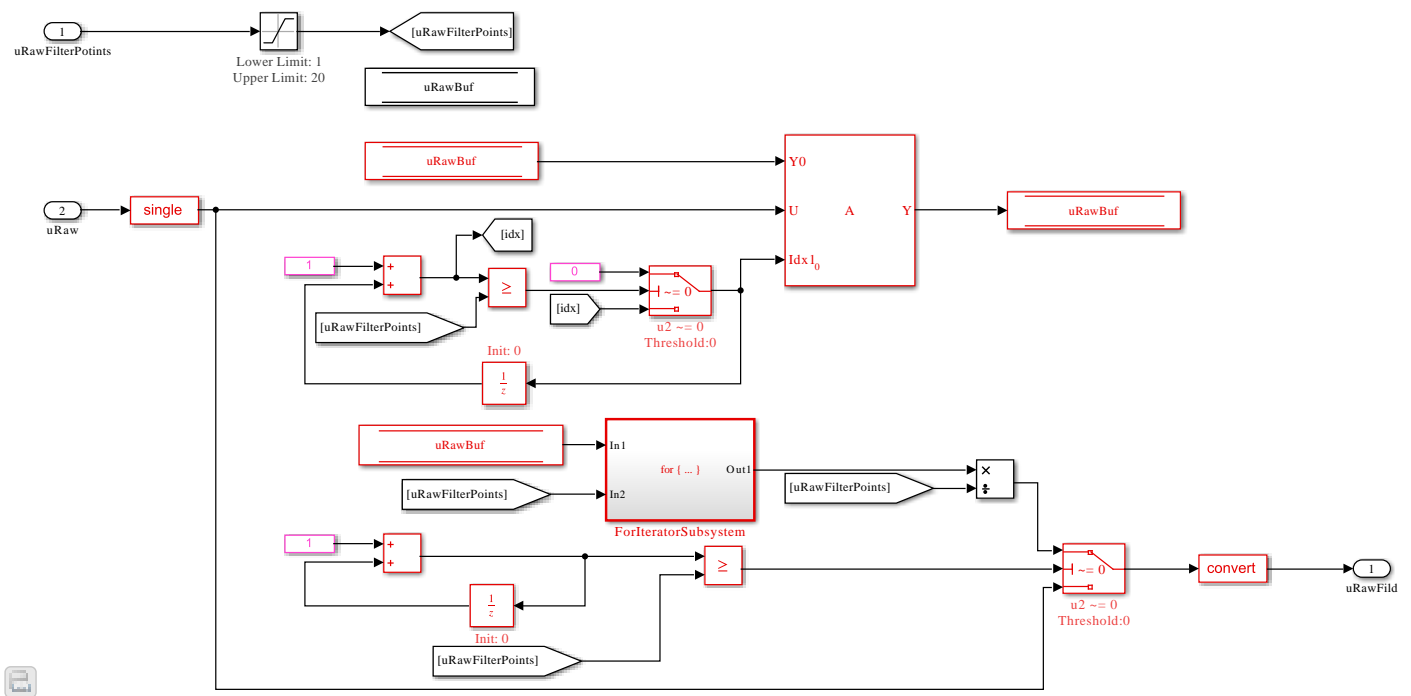 1
uRawFilterPotints
Lower Limit: 1
Upper Limit: 20
[uRawFilterPoints]
uRawBuf
uRawBuf
2
uRaw
single
Y0
U
A
Y
Idx1 0
uRawBuf
[idx]
1
+
+
≥
[uRawFilterPoints]
0
[idx]
~= 0
u2 ~= 0
Threshold:0
Init: 0
1
z
uRawBuf
[uRawFilterPoints]
In1
In2
for { ... }
Out1
ForIteratorSubsystem
[uRawFilterPoints]
×
÷
1
+
+
1
z
Init: 0
[uRawFilterPoints]
≥
~= 0
u2 ~= 0
Threshold:0
convert
1
uRawFild